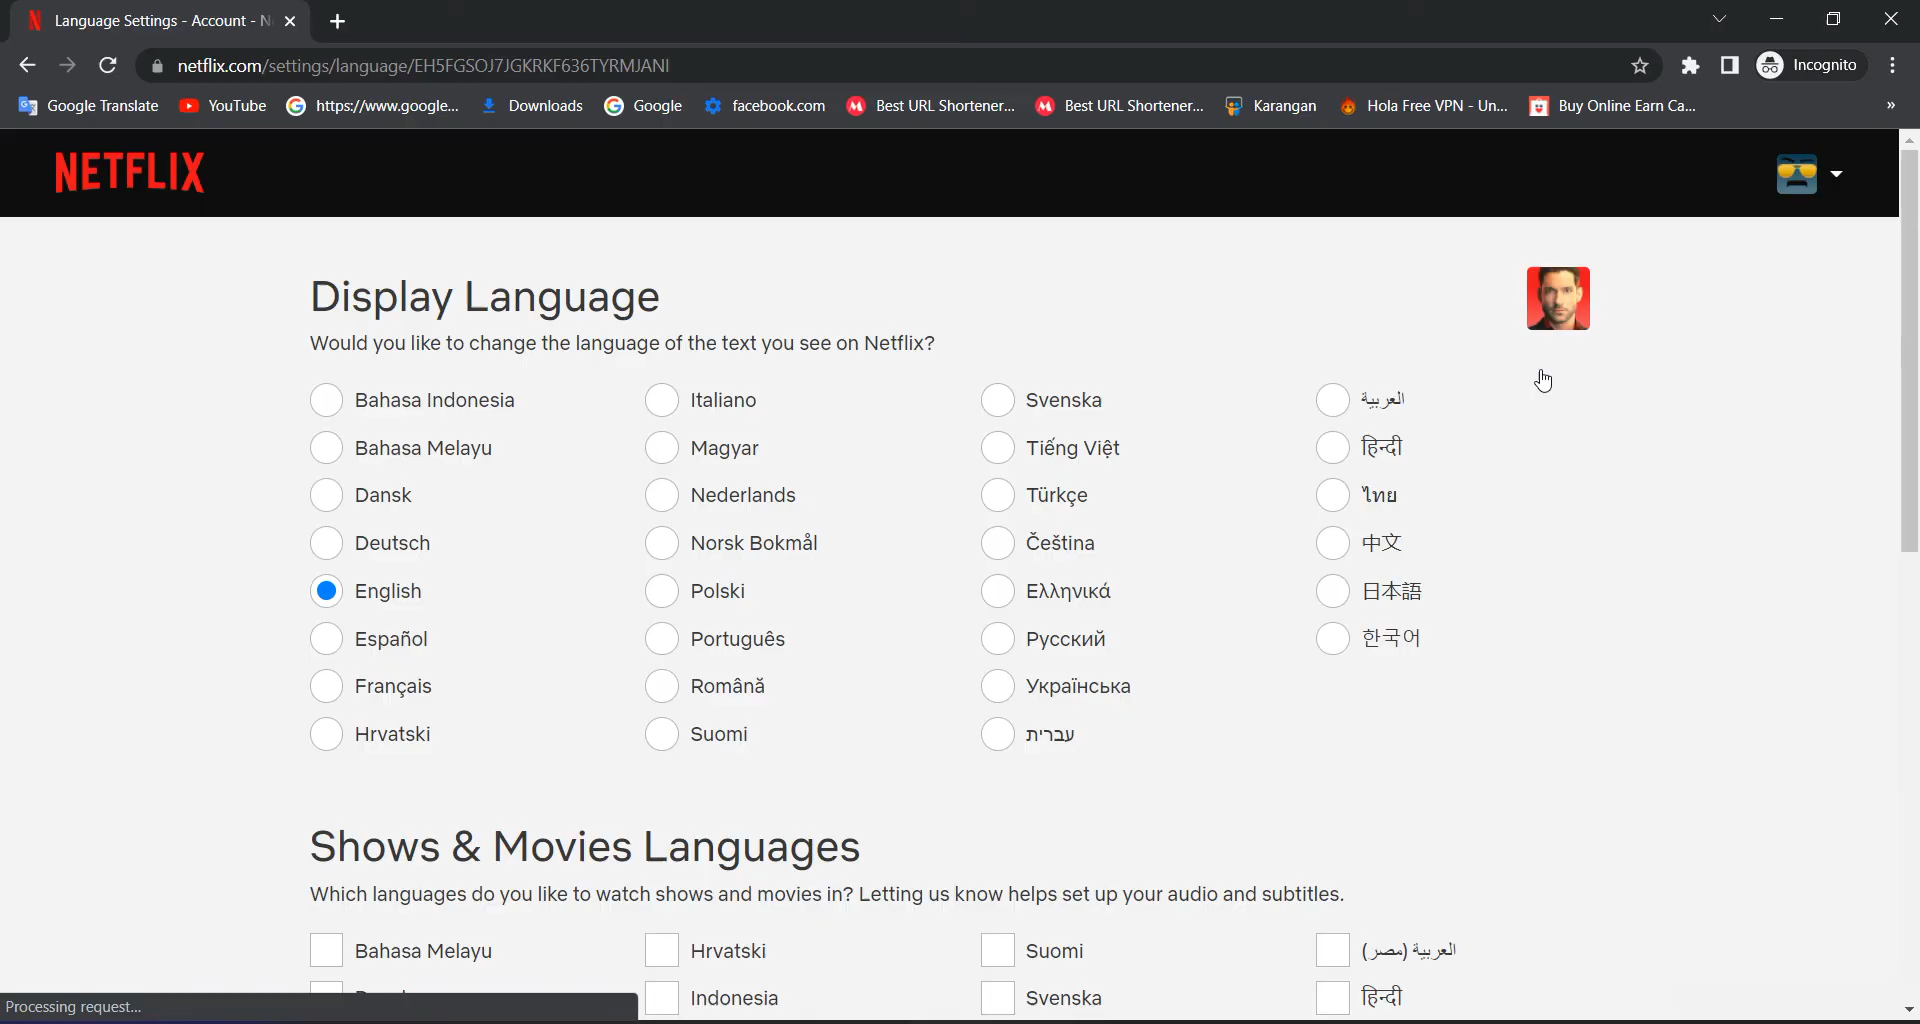 Language Settings - Account - N
netflix.com/settings/language/EH5FGSOJ7JGKRKF636TYRMJANI
Incognito
Google Translate YouTube https://www.google... Downloads Google facebook.com Best URL Shortener... Best URL Shortener... Karangan Hola Free VPN - Un... Buy Online Earn Ca... »
NETFLIX
Display Language
Would you like to change the language of the text you see on Netflix?
Bahasa Indonesia Italiano Svenska العربية
Bahasa Melayu Magyar Tiếng Việt हिन्दी
Dansk Nederlands Türkçe ไทย
Deutsch Norsk Bokmål Čeština 中文
English Polski Ελληνικά 日本語
Español Português Русский 한국어
Français Română Українська
Hrvatski Suomi עברית
Shows & Movies Languages
Which languages do you like to watch shows and movies in? Letting us know helps set up your audio and subtitles.
Bahasa Melayu Hrvatski Suomi العربية (مصر)
Indonesia Svenska हिन्दी
Processing request...